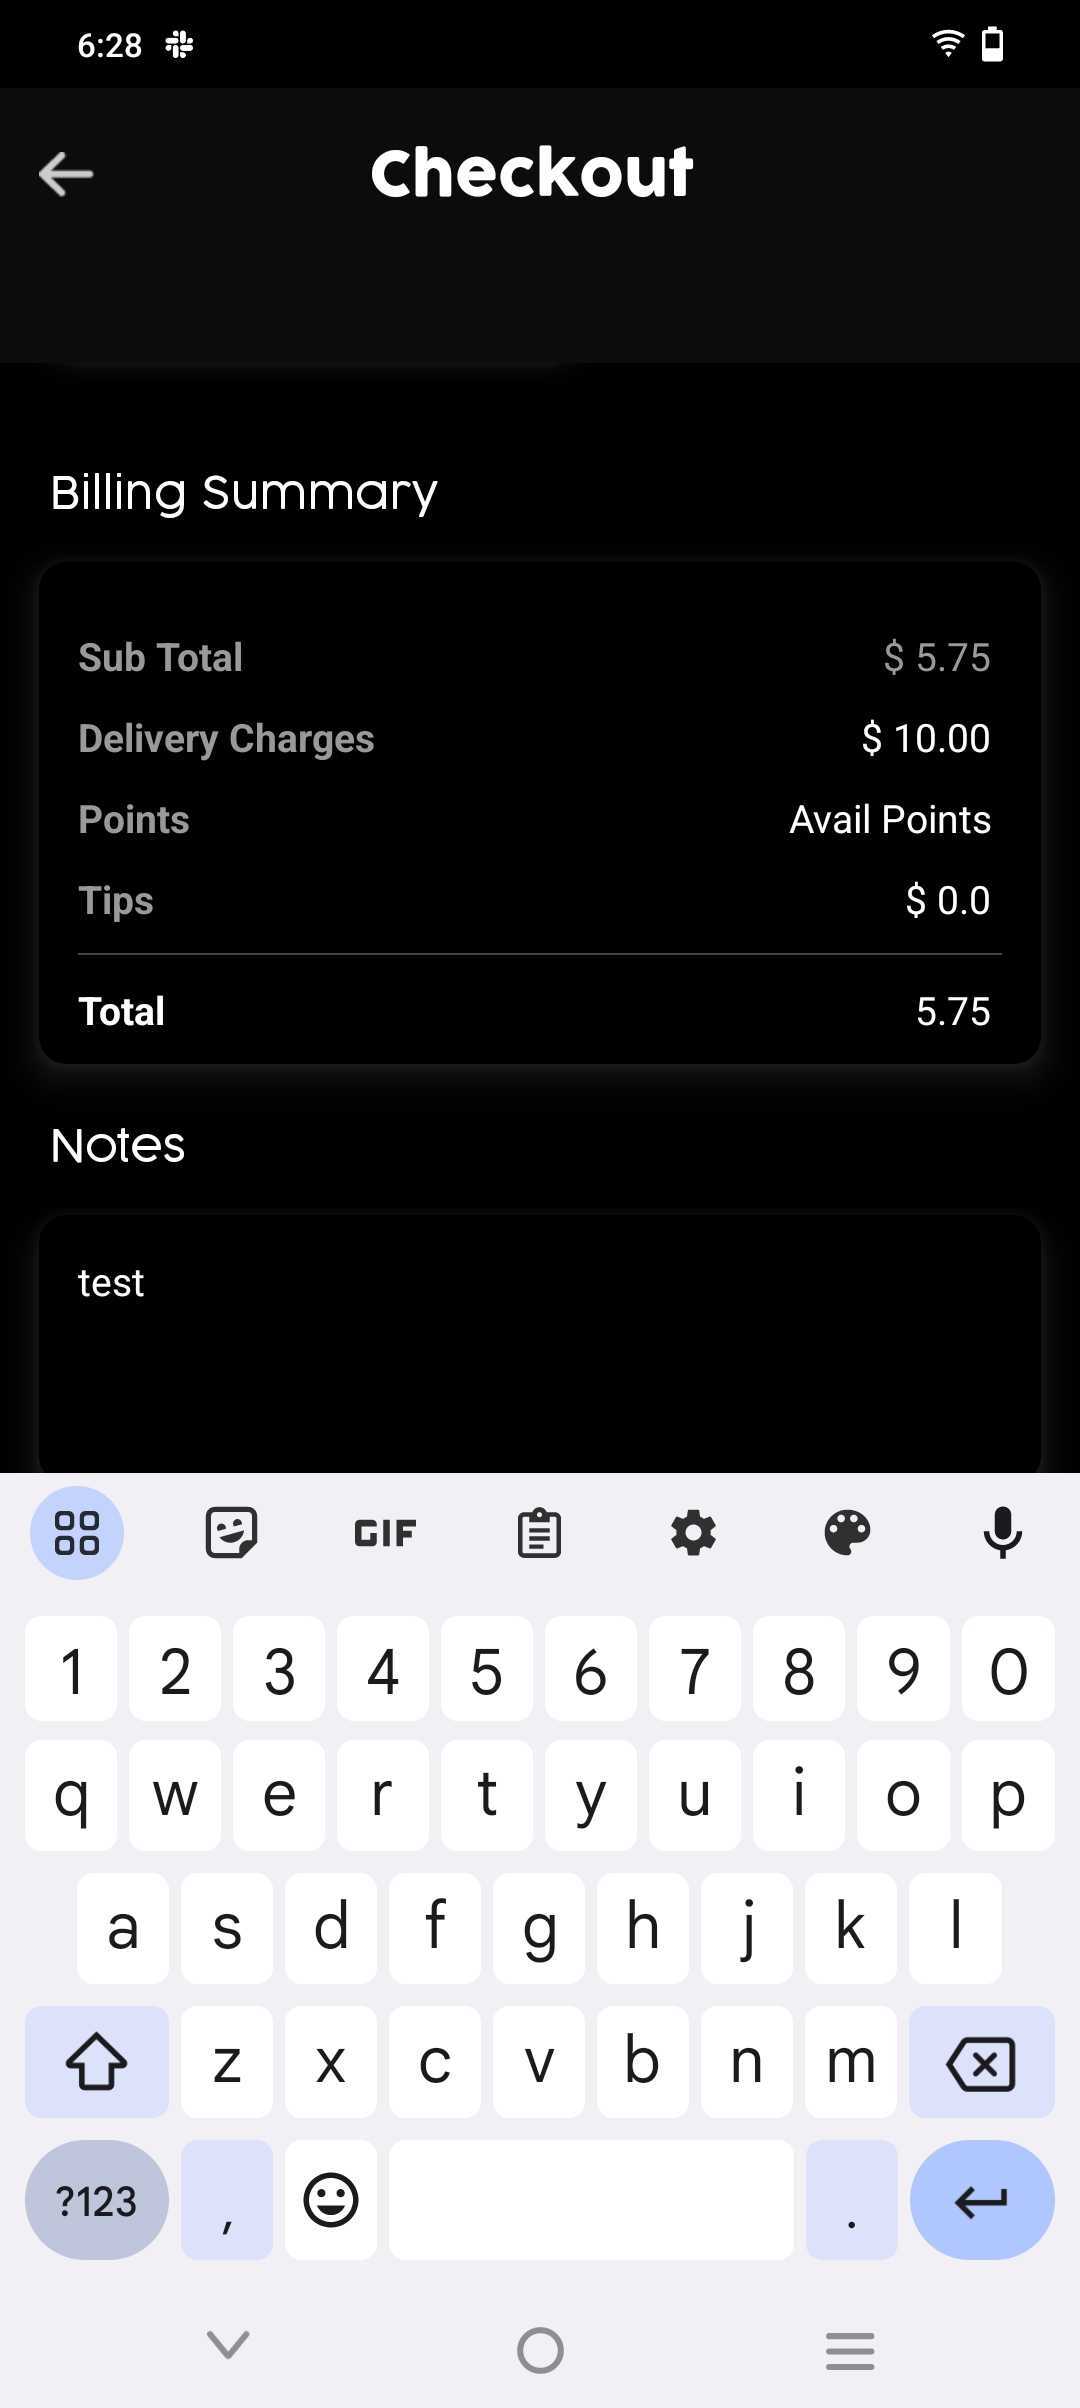 6:28
Checkout
Billing Summary
Sub Total $ 5.75
Delivery Charges $ 10.00
Points Avail Points
Tips $ 0.0
Total 5.75
Notes
test
GIF
1 2 3 4 5 6 7 8 9 0
q w e r t y u i o p
a s d f g h j k l
z x c v b n m
?123 , .